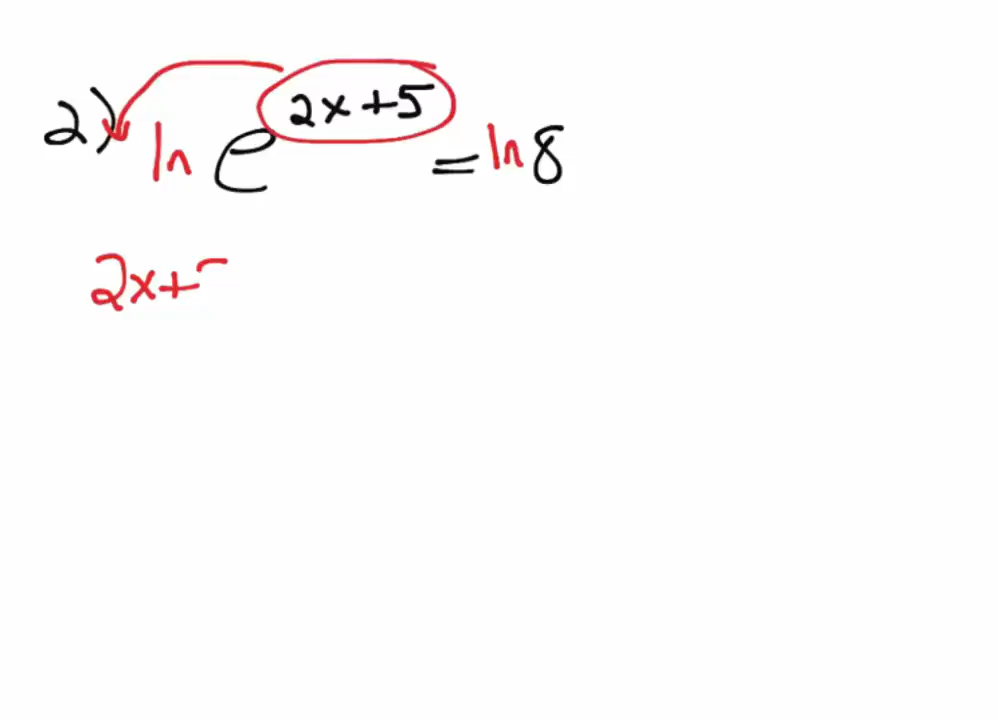 2) ln e^{2x+5} = ln 8
2x+